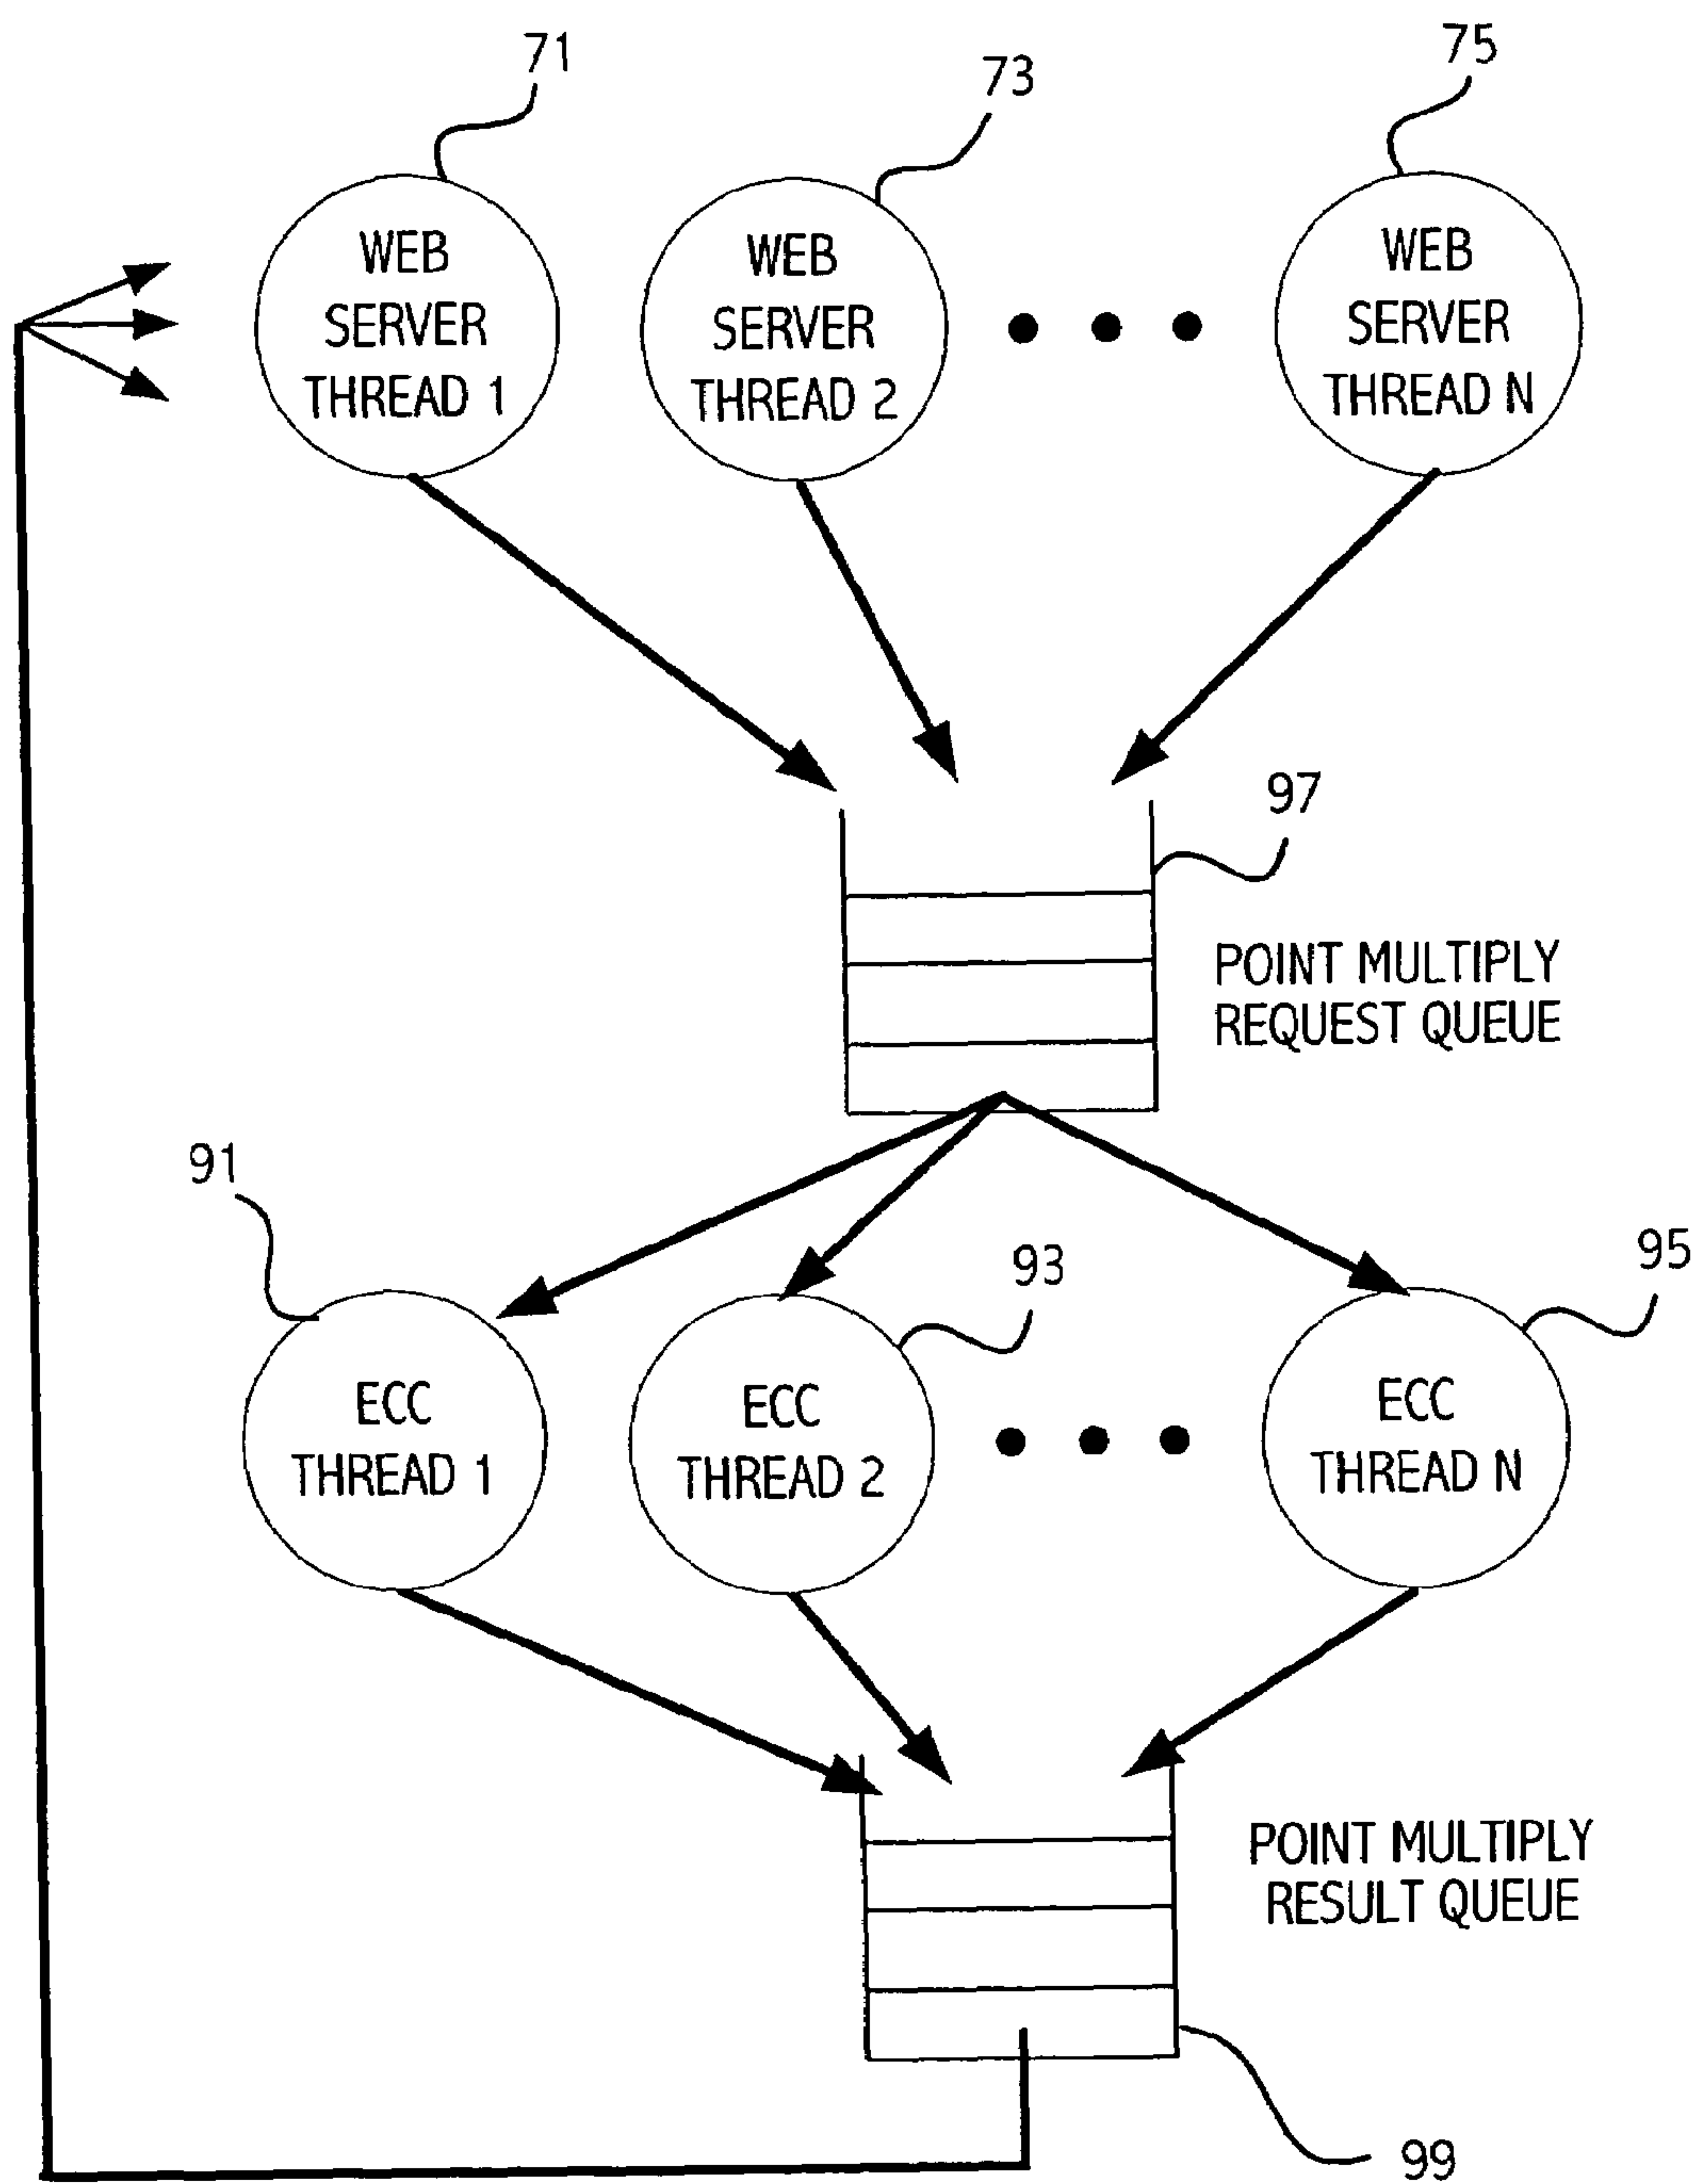 71
73
75
WEB
SERVER
THREAD 1
WEB
SERVER
THREAD 2
WEB
SERVER
THREAD N
97
POINT MULTIPLY
REQUEST QUEUE
91
93
95
ECC
THREAD 1
ECC
THREAD 2
ECC
THREAD N
POINT MULTIPLY
RESULT QUEUE
99